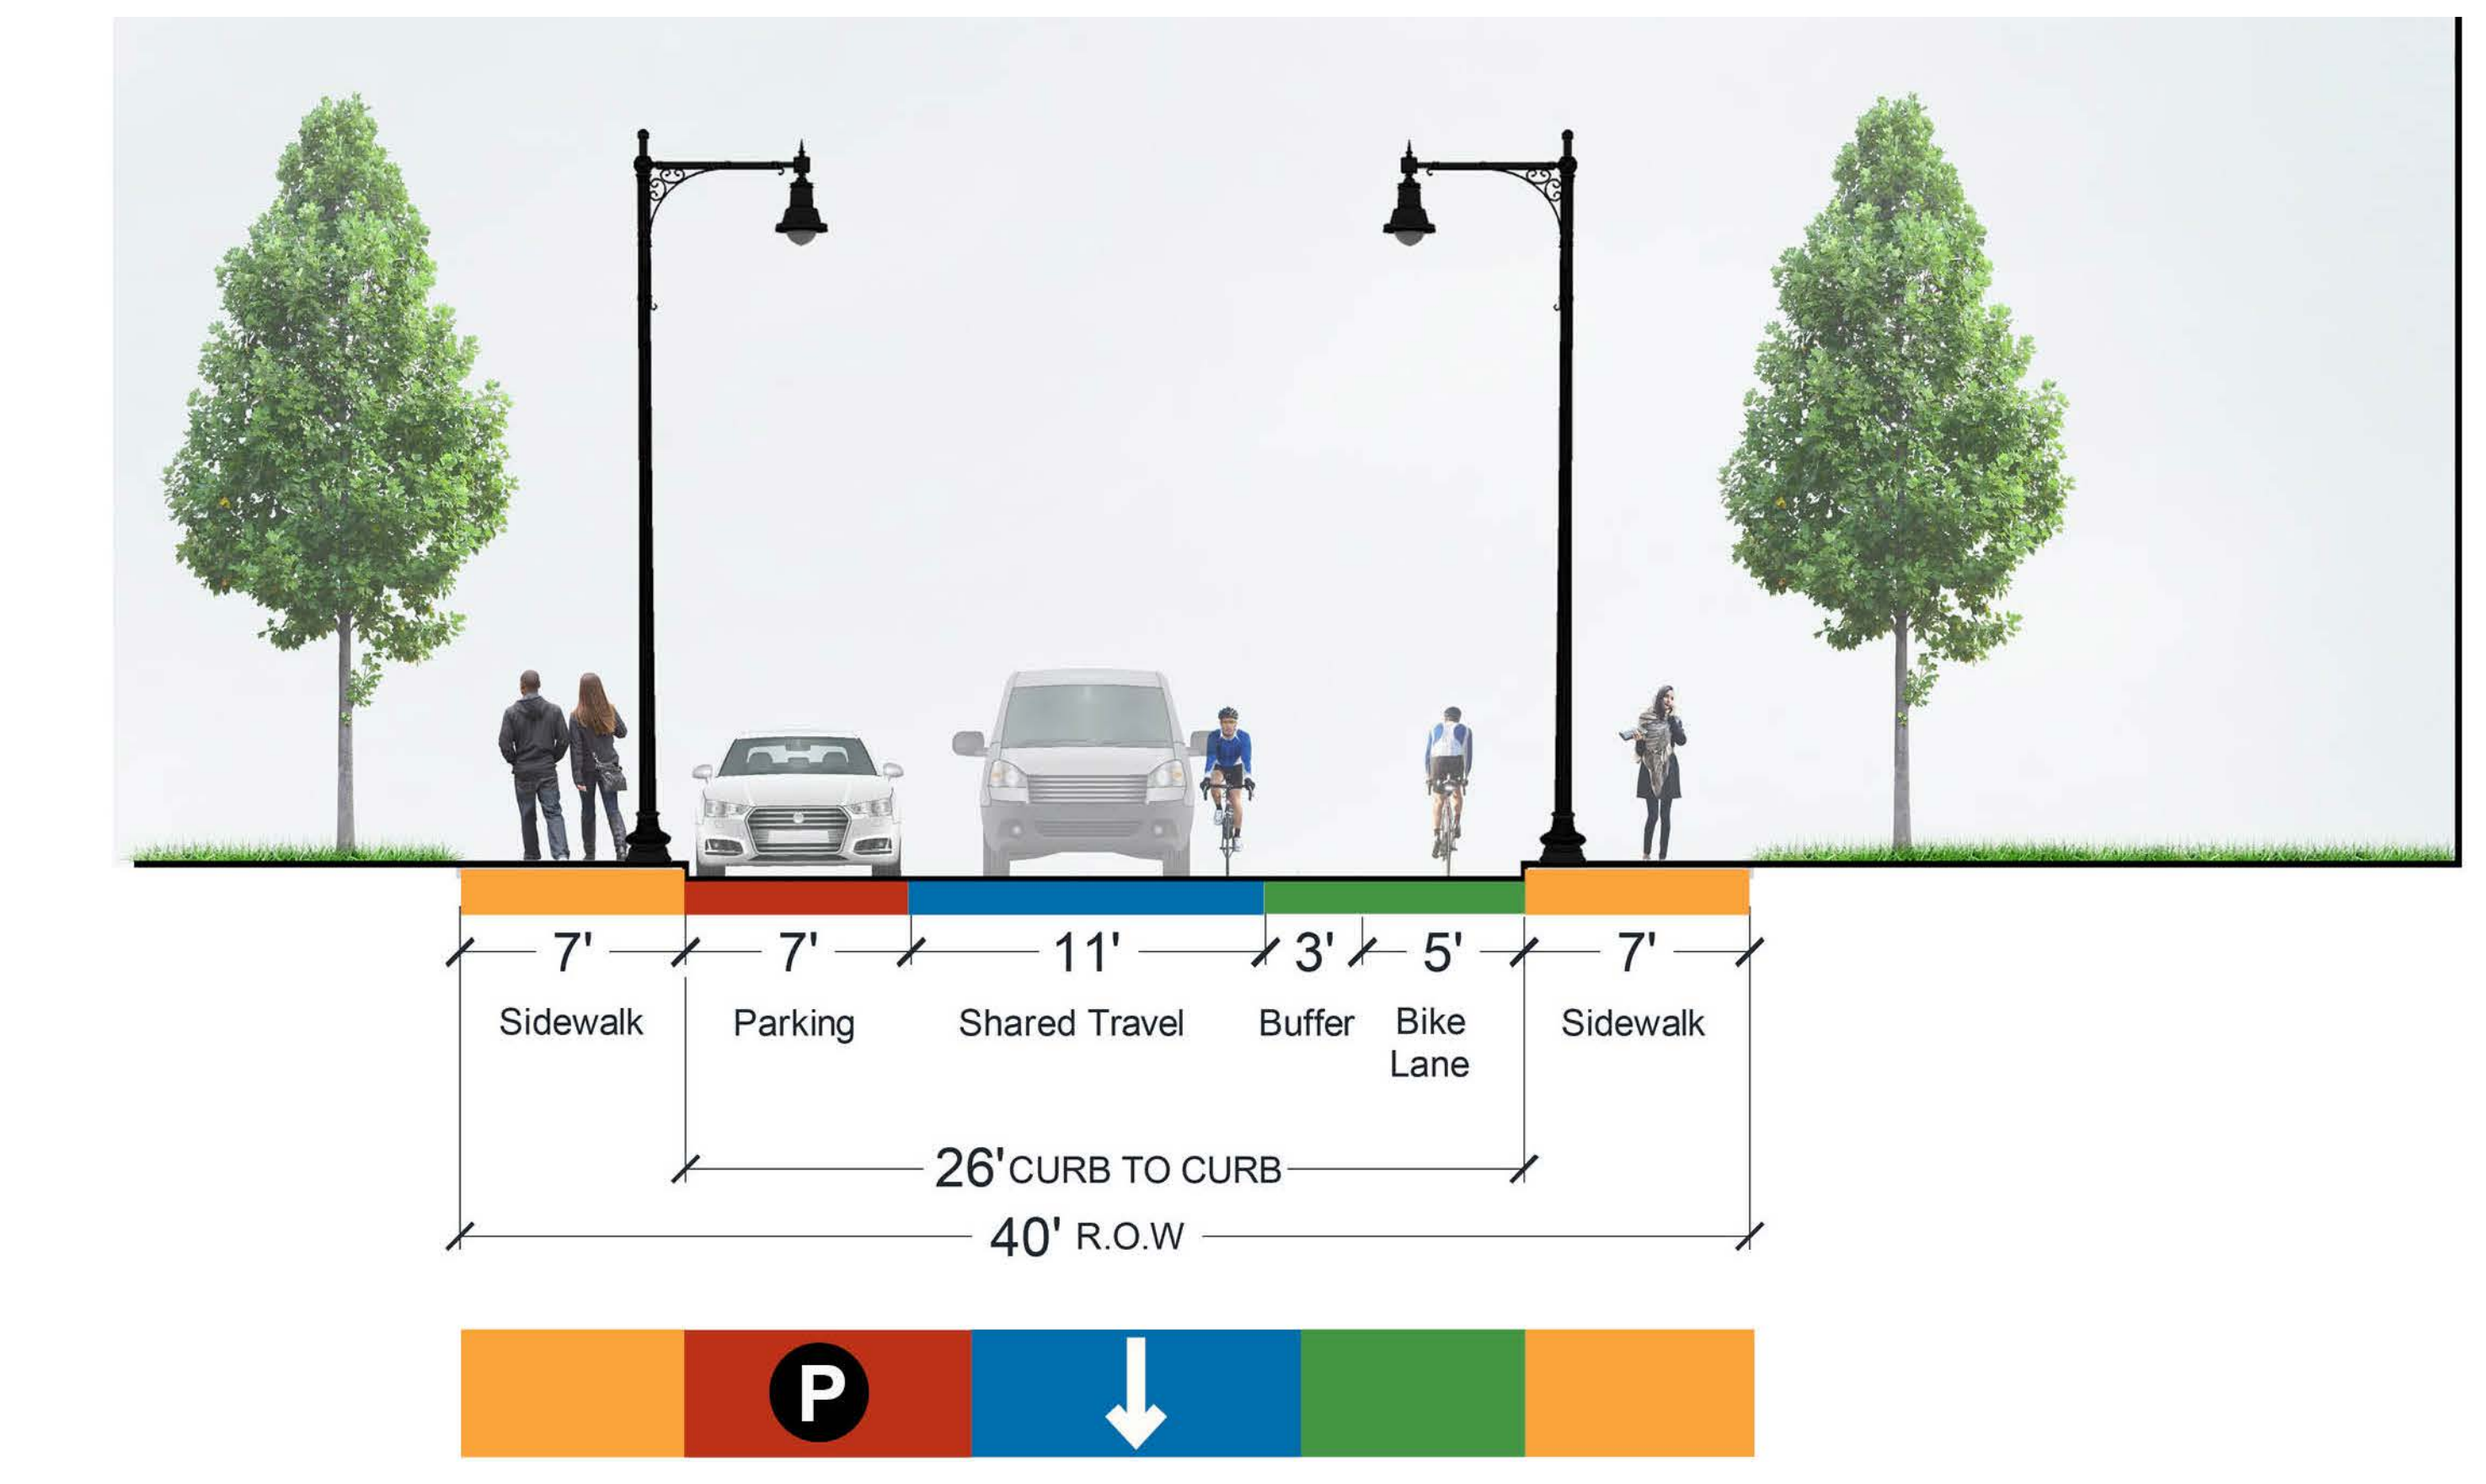 7' 7' 11' 3' 5' 7'
Sidewalk Parking Shared Travel Buffer Bike Lane Sidewalk
26' CURB TO CURB
40' R.O.W
P